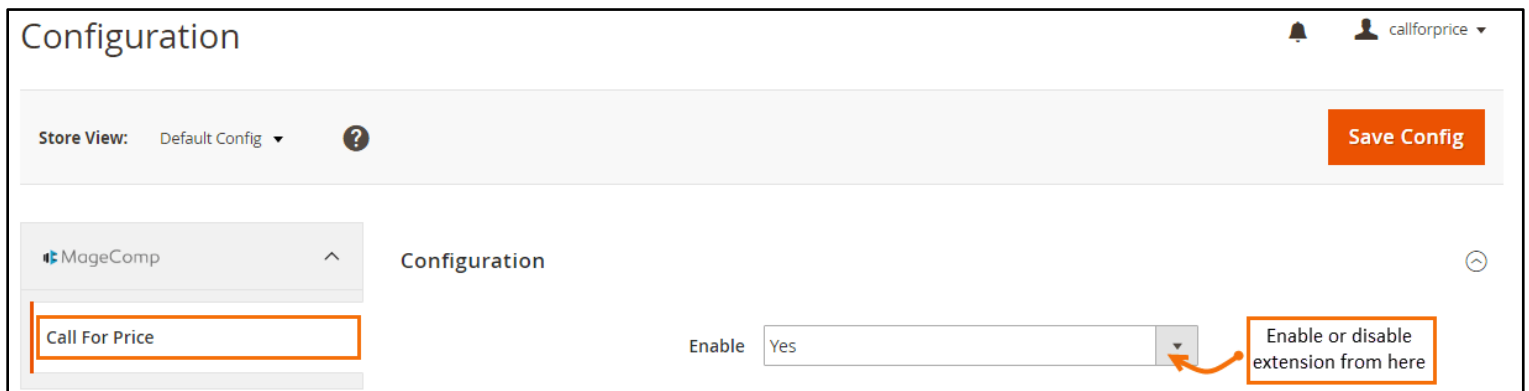 Configuration
callforprice
Store View: Default Config ?
Save Config
MageComp
Configuration
Call For Price
Enable Yes
Enable or disable
extension from here